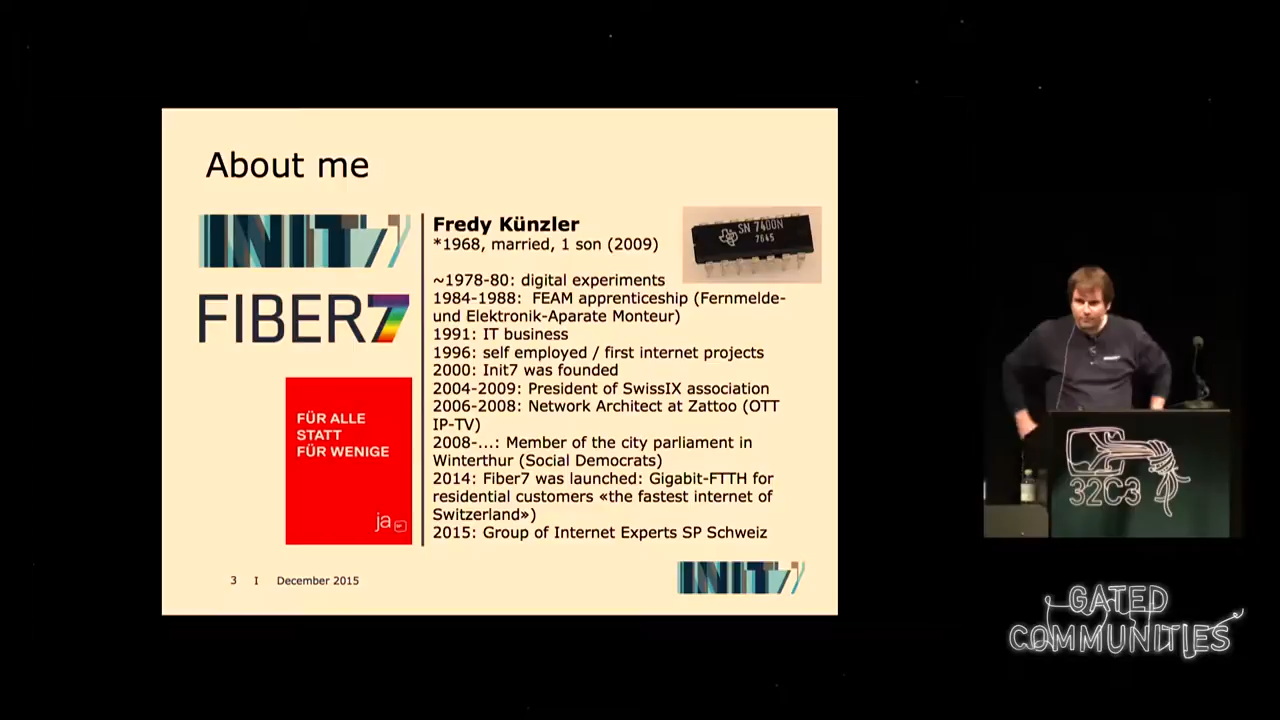 About me
INIT7
FIBER7
FÜR ALLE
STATT
FÜR WENIGE
ja
Fredy Künzler
*1968, married, 1 son (2009)
SN 7400N
7645
~1978-80: digital experiments
1984-1988: FEAM apprenticeship (Fernmelde-
und Elektronik-Aparate Monteur)
1991: IT business
1996: self employed / first internet projects
2000: Init7 was founded
2004-2009: President of SwissIX association
2006-2008: Network Architect at Zattoo (OTT
IP-TV)
2008-...: Member of the city parliament in
Winterthur (Social Democrats)
2014: Fiber7 was launched: Gigabit-FTTH for
residential customers «the fastest internet of
Switzerland»)
2015: Group of Internet Experts SP Schweiz
3 I December 2015
INIT7
32C3
GATED
COMMUNITIES